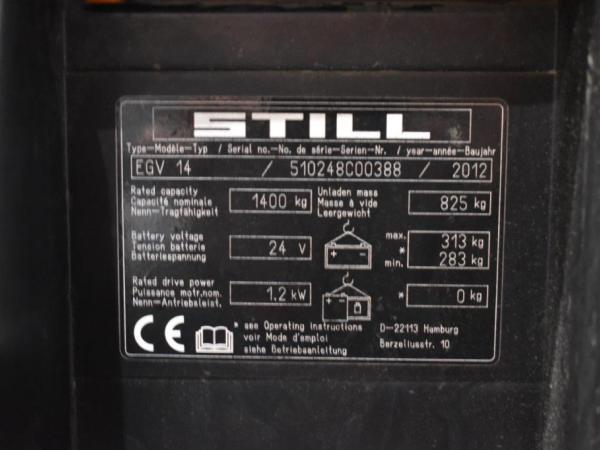 STILL
Type-Modèle-Typ / Serial no.-No. de série-Serien-Nr. / year-année-Baujahr
EGV 14 / 510248C00388 / 2012
Rated capacity
Capacité nominale
Nenn-Tragfähigkeit
1400 kg
Unladen mass
Masse à vide
Leergewicht
825 kg
Battery voltage
Tension batterie
Batteriespannung
24 V
max. 313 kg
*
min. 283 kg
Rated drive power
Puissance motr.nom.
Nenn-Antriebsleist.
1.2 kW
* 0 kg
CE
* see Operating instructions
voir Mode d'emploi
siehe Betriebsanleitung
D-22113 Hamburg
Berzeliusstr. 10